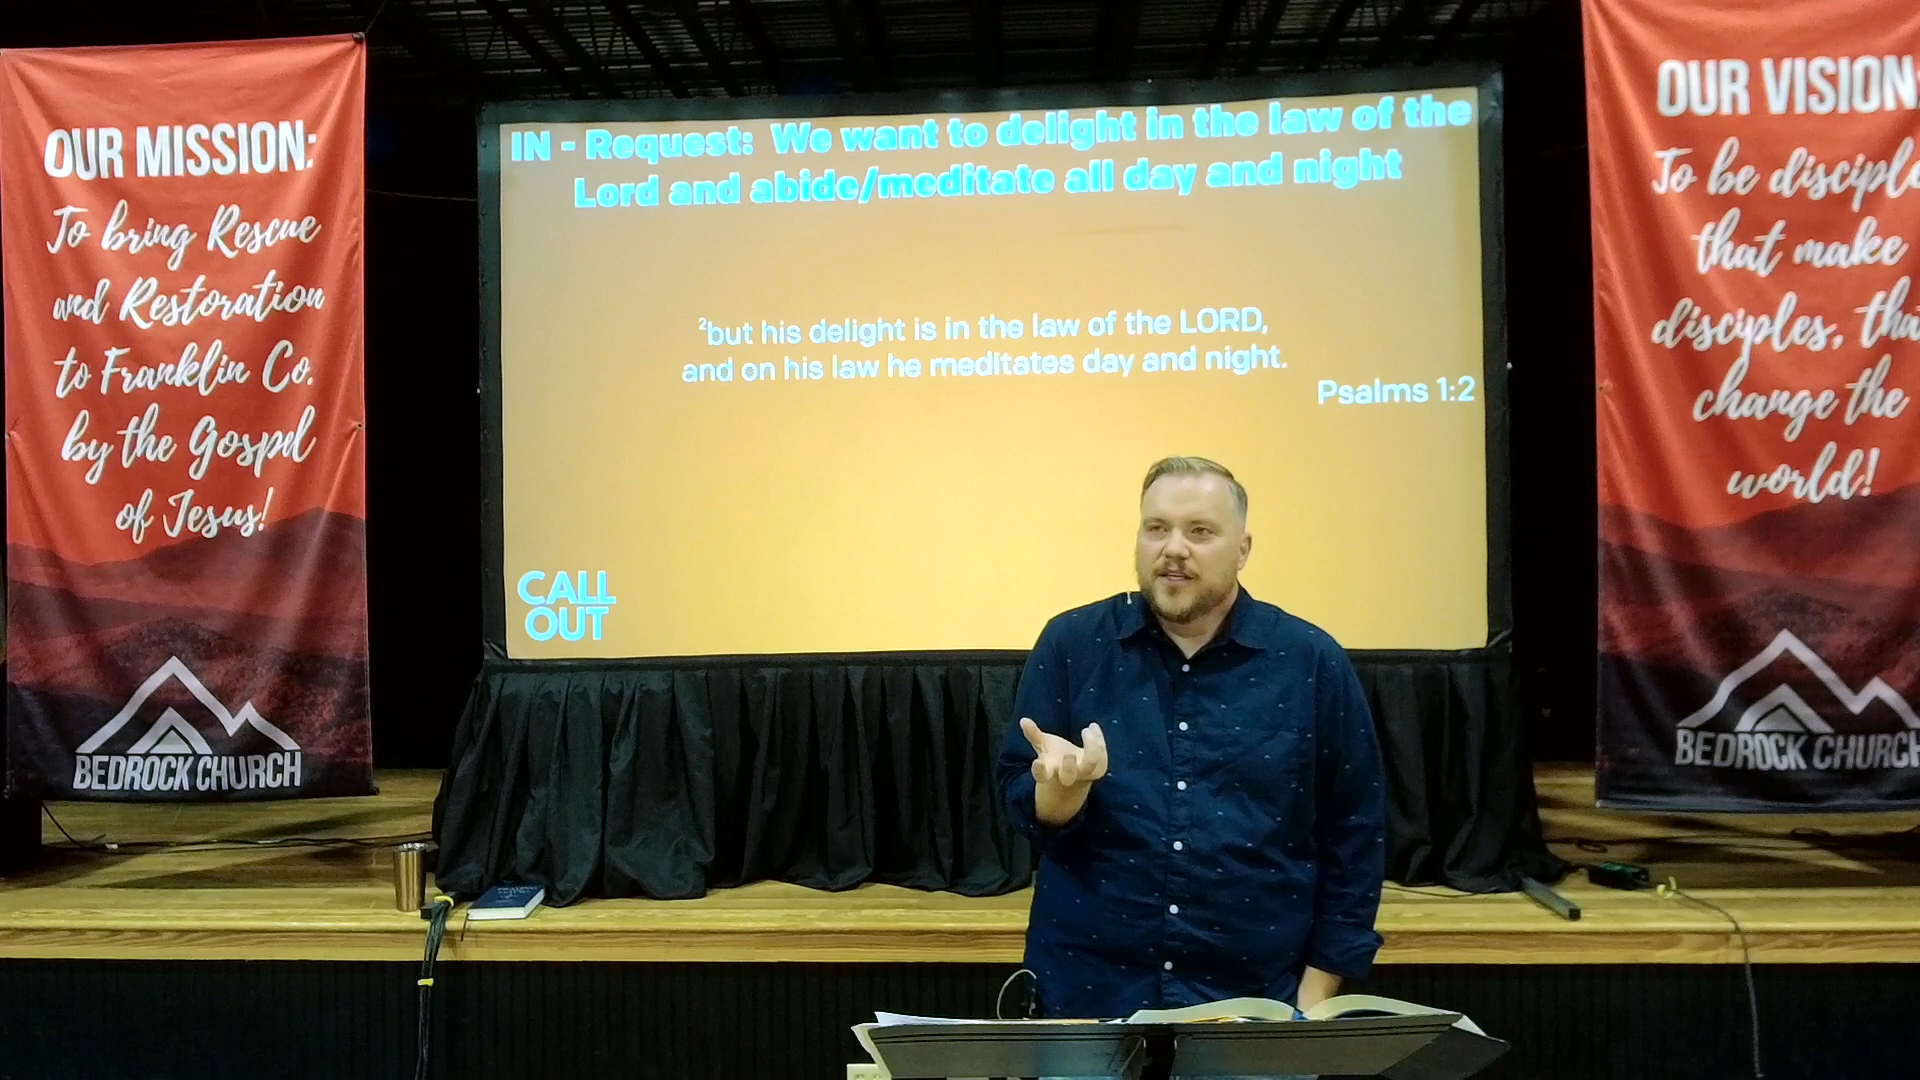 OUR MISSION:
To bring Rescue
and Restoration
to Franklin Co.
by the Gospel
of Jesus!
BEDROCK CHURCH
IN - Request: We want to delight in the law of the
Lord and abide/meditate all day and night
²but his delight is in the law of the LORD,
and on his law he meditates day and night.
Psalms 1:2
CALL
OUT
OUR VISION:
To be disciple
that make
disciples, that
change the
world!
BEDROCK CHURCH